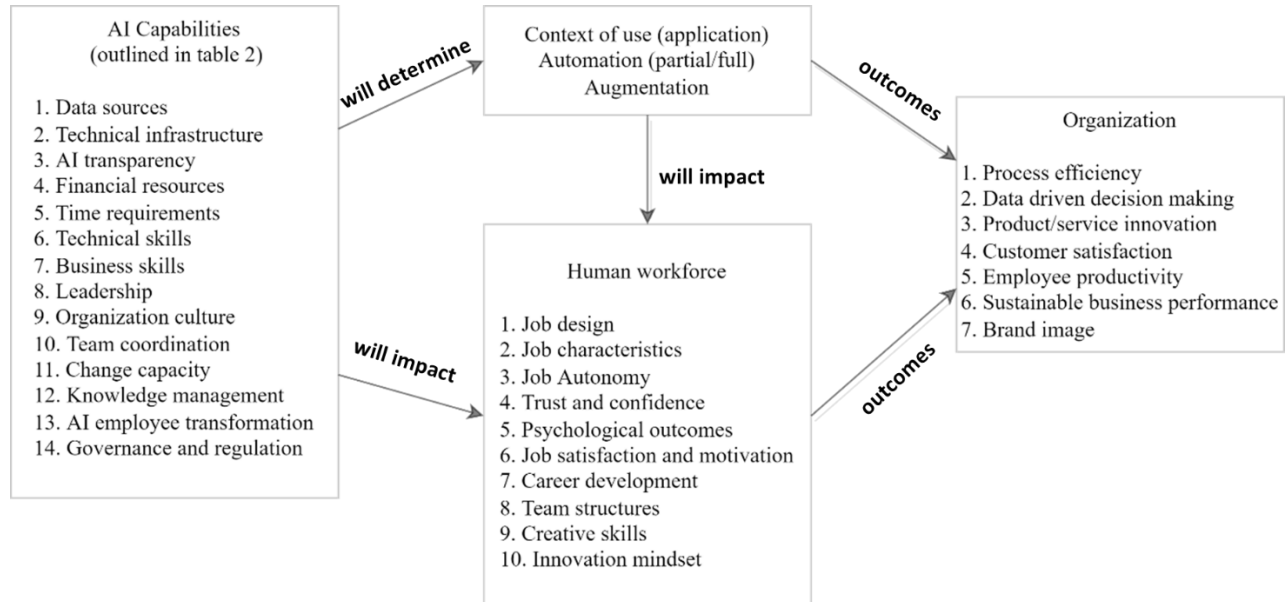 AI Capabilities
(outlined in table 2)
1. Data sources
2. Technical infrastructure
3. AI transparency
4. Financial resources
5. Time requirements
6. Technical skills
7. Business skills
8. Leadership
9. Organization culture
10. Team coordination
11. Change capacity
12. Knowledge management
13. AI employee transformation
14. Governance and regulation
will determine
will impact
Context of use (application)
Automation (partial/full)
Augmentation
will impact
Human workforce
1. Job design
2. Job characteristics
3. Job Autonomy
4. Trust and confidence
5. Psychological outcomes
6. Job satisfaction and motivation
7. Career development
8. Team structures
9. Creative skills
10. Innovation mindset
outcomes
outcomes
Organization
1. Process efficiency
2. Data driven decision making
3. Product/service innovation
4. Customer satisfaction
5. Employee productivity
6. Sustainable business performance
7. Brand image